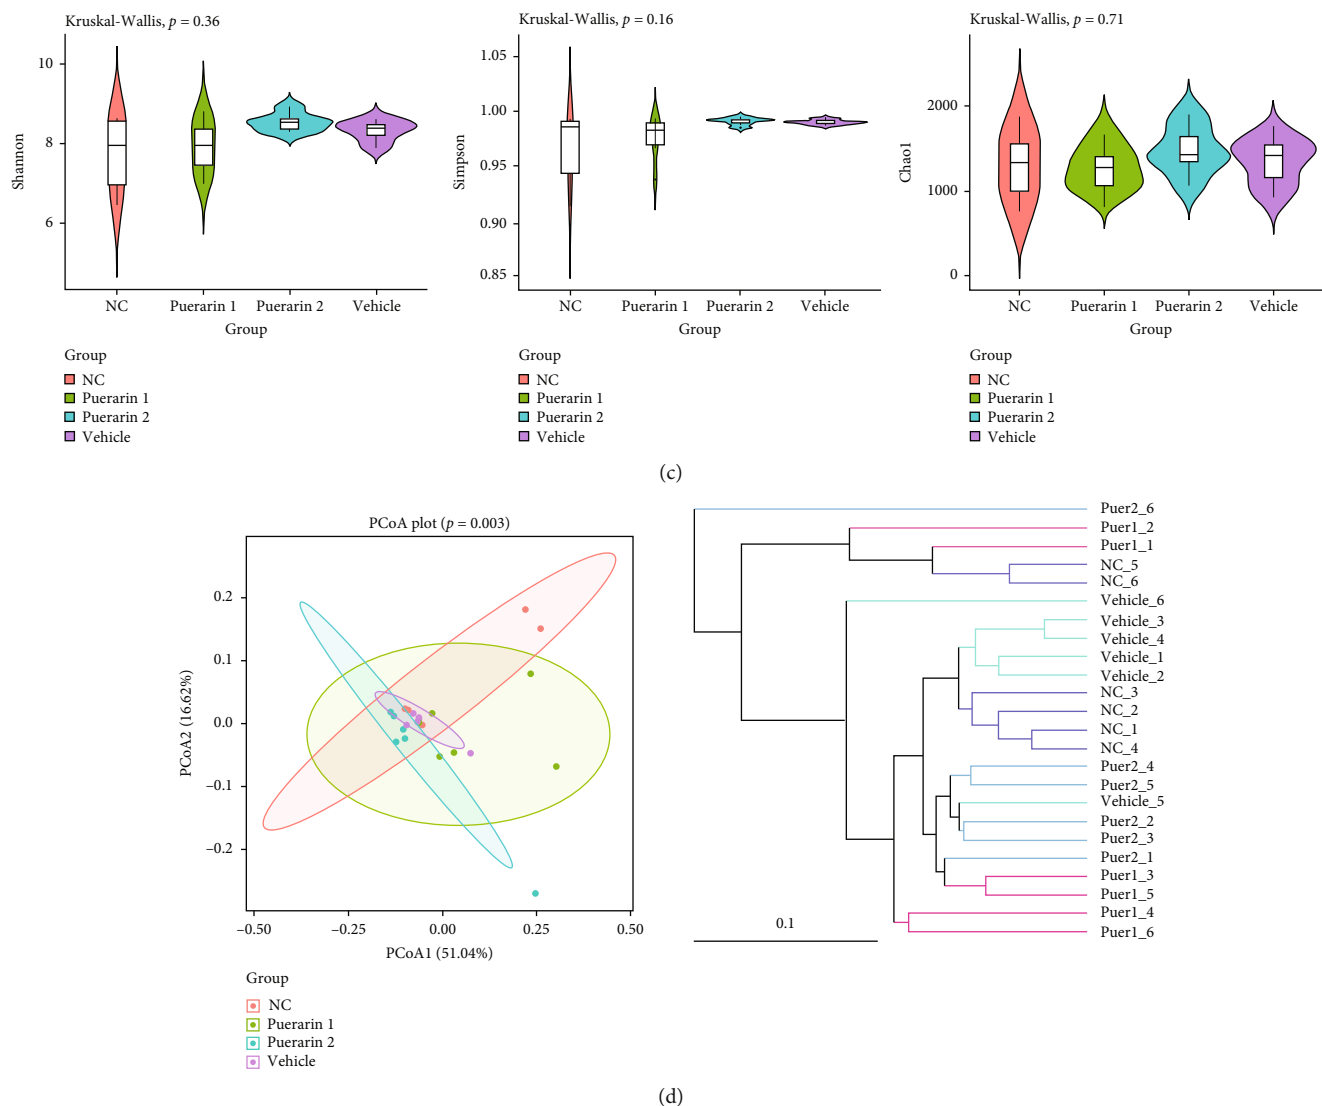 Kruskal-Wallis, p = 0.36
Shannon
10
8
6
NC Puerarin 1 Puerarin 2 Vehicle
Group
Group
NC
Puerarin 1
Puerarin 2
Vehicle
Kruskal-Wallis, p = 0.16
Simpson
1.05
1.00
0.95
0.90
0.85
NC Puerarin 1 Puerarin 2 Vehicle
Group
Group
NC
Puerarin 1
Puerarin 2
Vehicle
Kruskal-Wallis, p = 0.71
Chao1
2000
1000
0
NC Puerarin 1 Puerarin 2 Vehicle
Group
Group
NC
Puerarin 1
Puerarin 2
Vehicle
(c)
PCoA plot (p = 0.003)
PCoA2 (16.62%)
0.2
0.1
0.0
−0.1
−0.2
−0.50 −0.25 0.00 0.25 0.50
PCoA1 (51.04%)
Group
NC
Puerarin 1
Puerarin 2
Vehicle
Puer2_6
Puer1_2
Puer1_1
NC_5
NC_6
Vehicle_6
Vehicle_3
Vehicle_4
Vehicle_1
Vehicle_2
NC_3
NC_2
NC_1
NC_4
Puer2_4
Puer2_5
Vehicle_5
Puer2_2
Puer2_3
Puer2_1
Puer1_3
Puer1_5
Puer1_4
Puer1_6
0.1
(d)